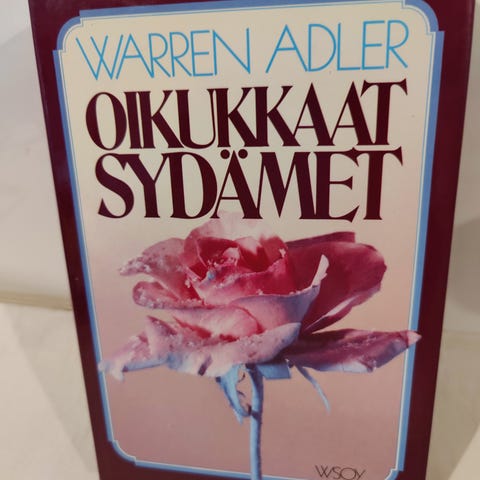 WARREN ADLER
OIKUKKAAT
SYDÄMET
WSOY